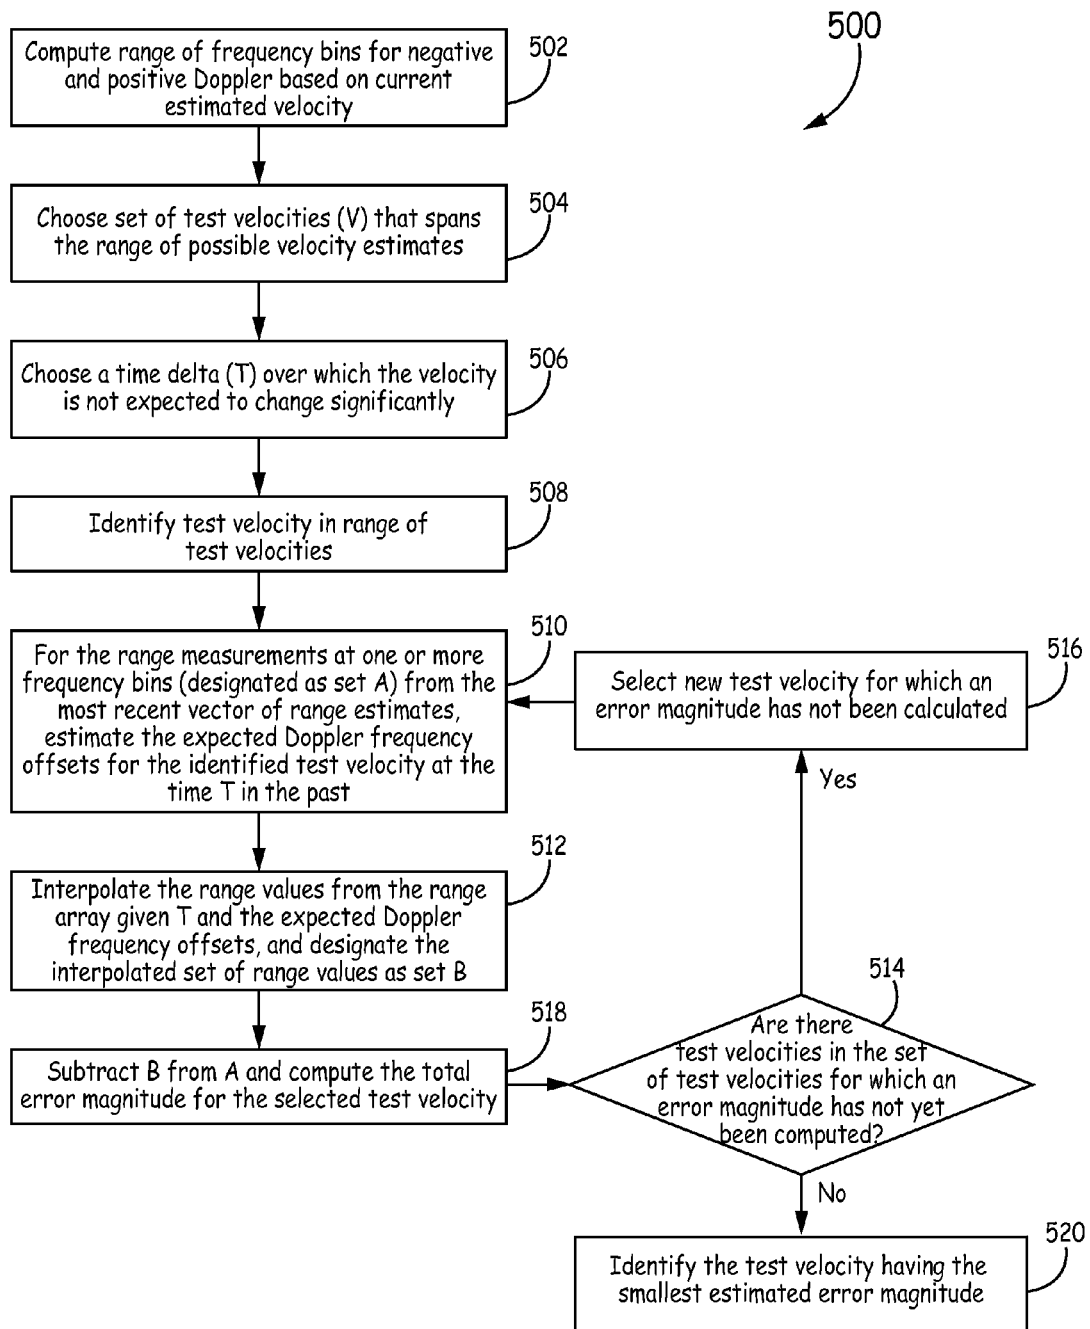 500
502
Compute range of frequency bins for negative
and positive Doppler based on current
estimated velocity
504
Choose set of test velocities (V) that spans
the range of possible velocity estimates
506
Choose a time delta (T) over which the velocity
is not expected to change significantly
508
Identify test velocity in range of
test velocities
510
For the range measurements at one or more
frequency bins (designated as set A) from the
most recent vector of range estimates,
estimate the expected Doppler frequency
offsets for the identified test velocity at the
time T in the past
516
Select new test velocity for which an
error magnitude has not been calculated
Yes
512
Interpolate the range values from the range
array given T and the expected Doppler
frequency offsets, and designate the
interpolated set of range values as set B
518
Subtract B from A and compute the total
error magnitude for the selected test velocity
514
Are there
test velocities in the set
of test velocities for which an
error magnitude has not yet
been computed?
No
520
Identify the test velocity having the
smallest estimated error magnitude